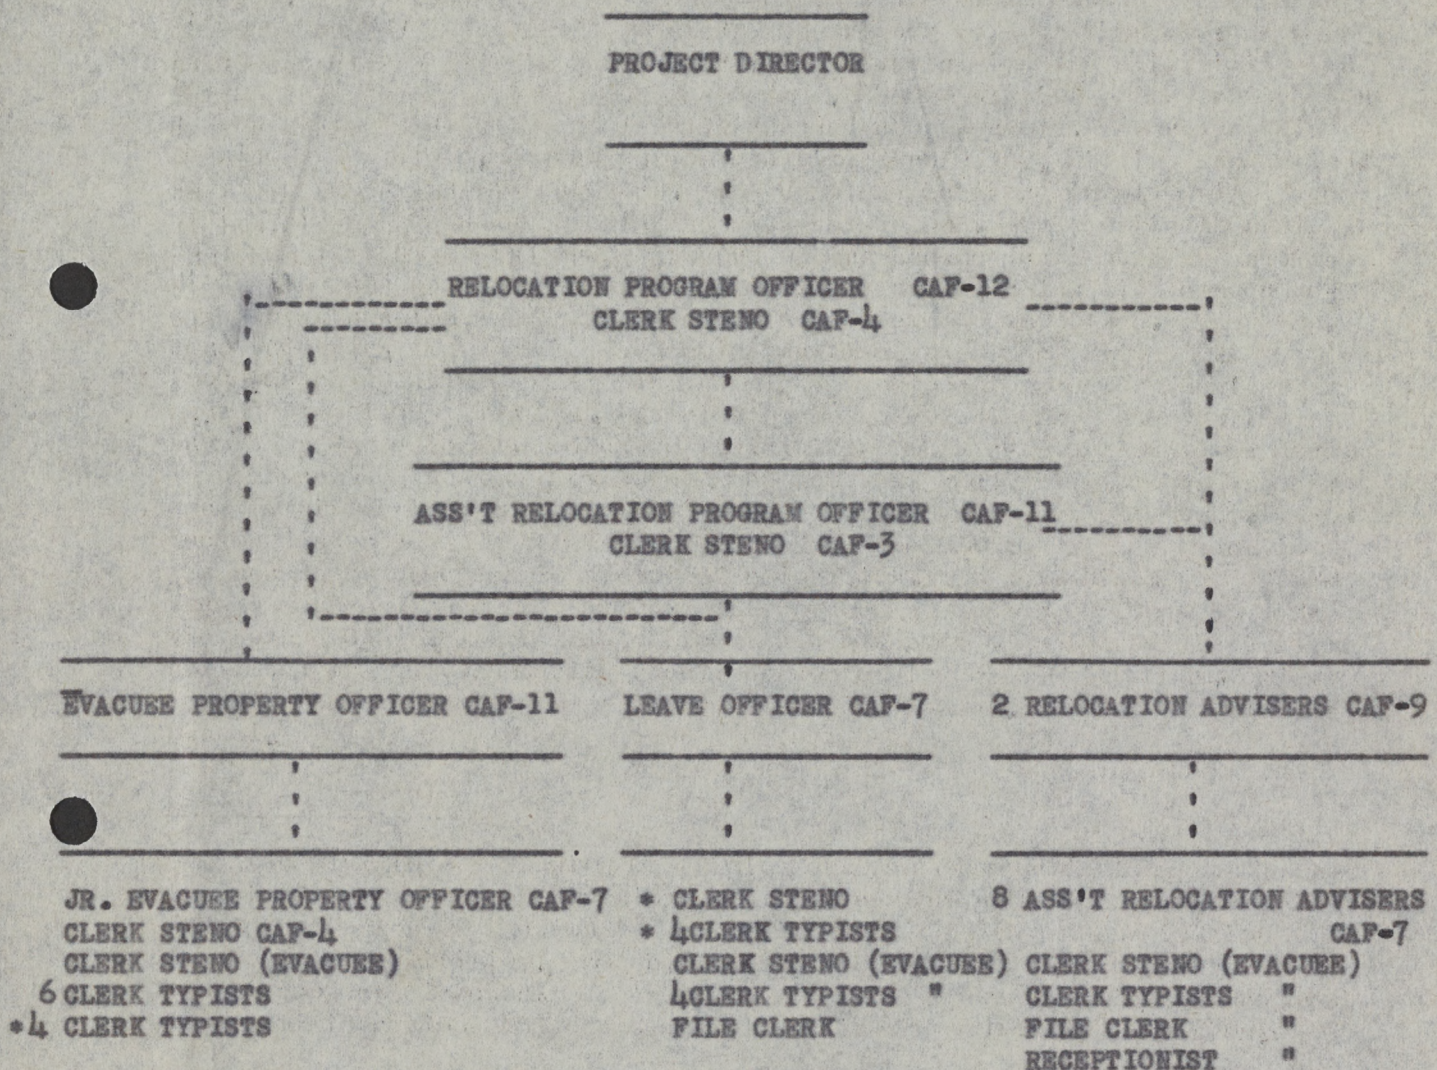 PROJECT DIRECTOR
RELOCATION PROGRAM OFFICER CAF-12
CLERK STENO CAF-4
ASS'T RELOCATION PROGRAM OFFICER CAF-11
CLERK STENO CAF-3
EVACUEE PROPERTY OFFICER CAF-11
LEAVE OFFICER CAF-7
2 RELOCATION ADVISERS CAF-9
JR. EVACUEE PROPERTY OFFICER CAF-7
CLERK STENO CAF-4
CLERK STENO (EVACUEE)
6 CLERK TYPISTS
*4 CLERK TYPISTS
* CLERK STENO
* 4CLERK TYPISTS
CLERK STENO (EVACUEE)
4CLERK TYPISTS "
FILE CLERK
8 ASS'T RELOCATION ADVISERS
CAF-7
CLERK STENO (EVACUEE)
CLERK TYPISTS "
FILE CLERK "
RECEPTIONIST "